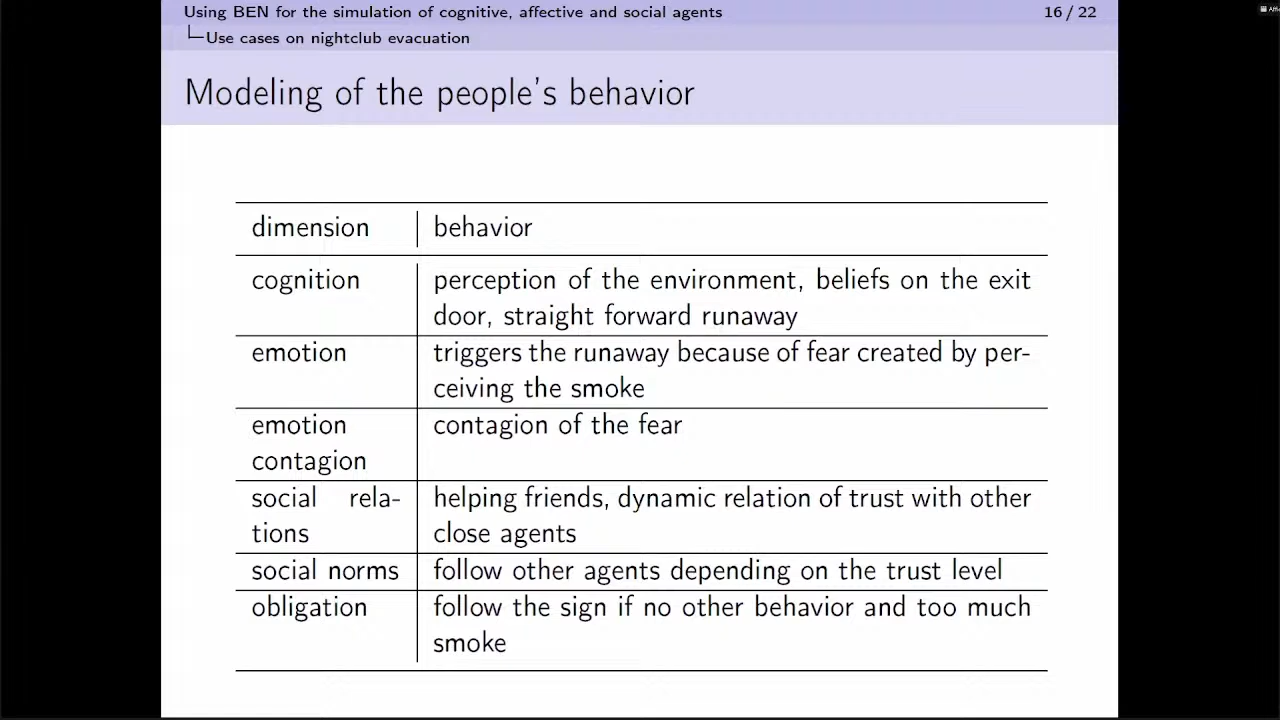 Using BEN for the simulation of cognitive, affective and social agents 16 / 22
Use cases on nightclub evacuation
Modeling of the people's behavior
dimension behavior
cognition perception of the environment, beliefs on the exit
door, straight forward runaway
emotion triggers the runaway because of fear created by per-
ceiving the smoke
emotion contagion of the fear
contagion
social rela- helping friends, dynamic relation of trust with other
tions close agents
social norms follow other agents depending on the trust level
obligation follow the sign if no other behavior and too much
smoke